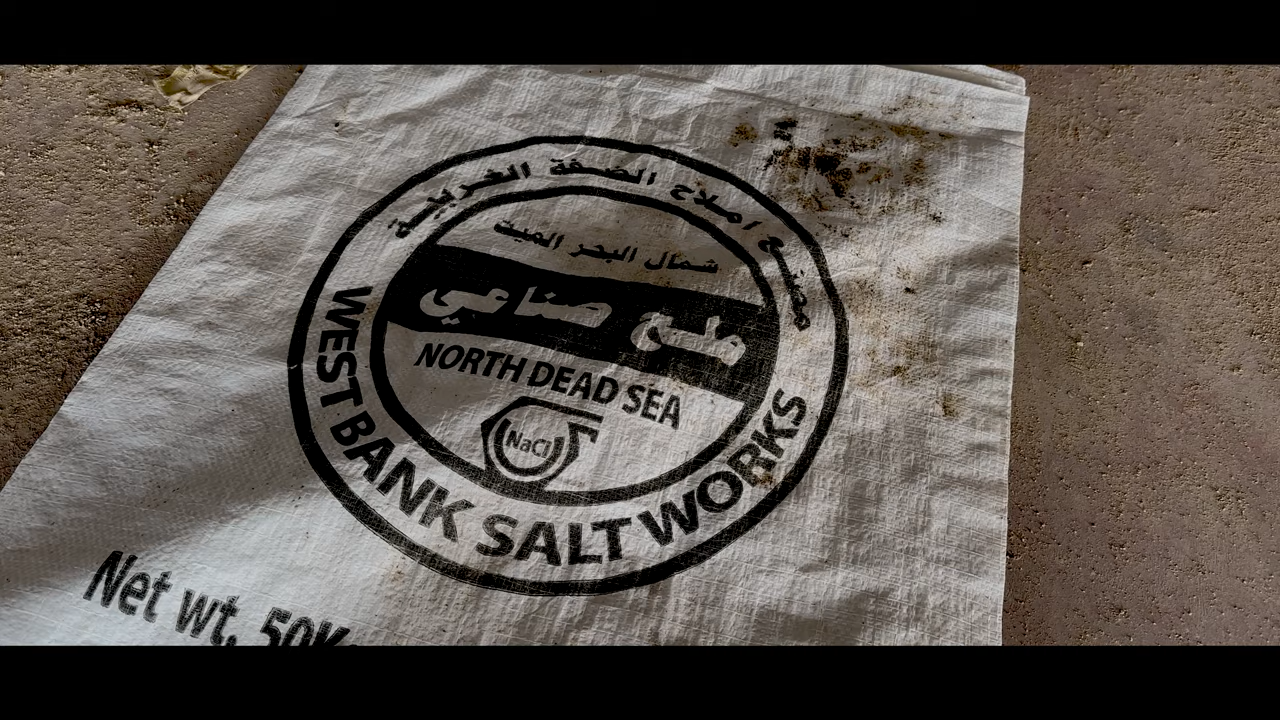 مصنع املاح الضفة الغربية
شمال البحر الميت
ملح صناعي
NORTH DEAD SEA
NaCl
WEST BANK SALT WORKS
Net wt. 50K